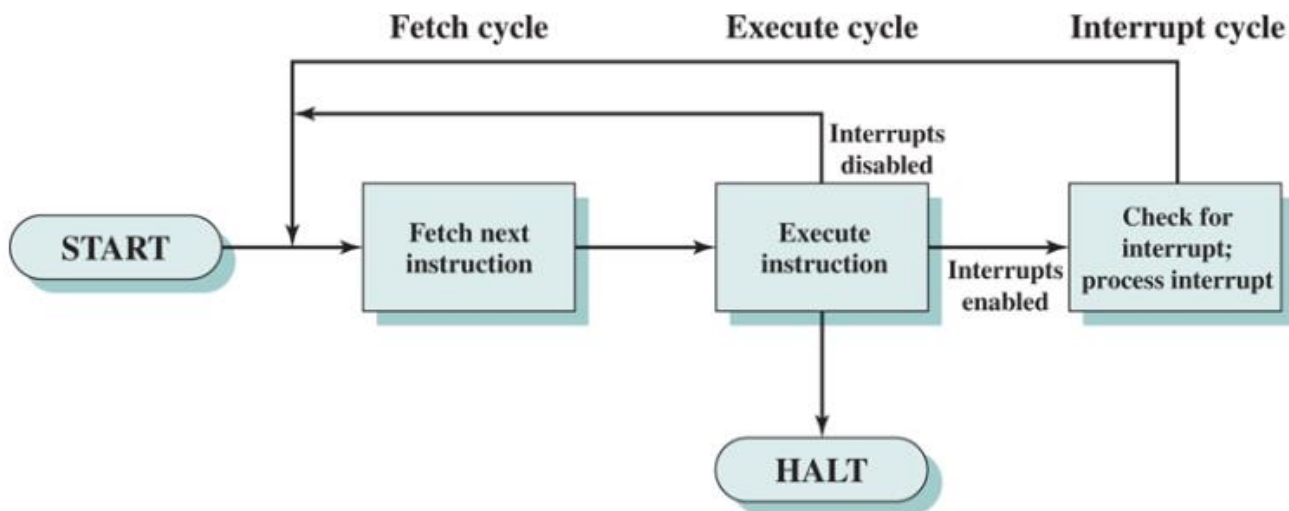 Fetch cycle
Execute cycle
Interrupt cycle
Interrupts
disabled
START
Fetch next
instruction
Execute
instruction
Interrupts
enabled
Check for
interrupt;
process interrupt
HALT